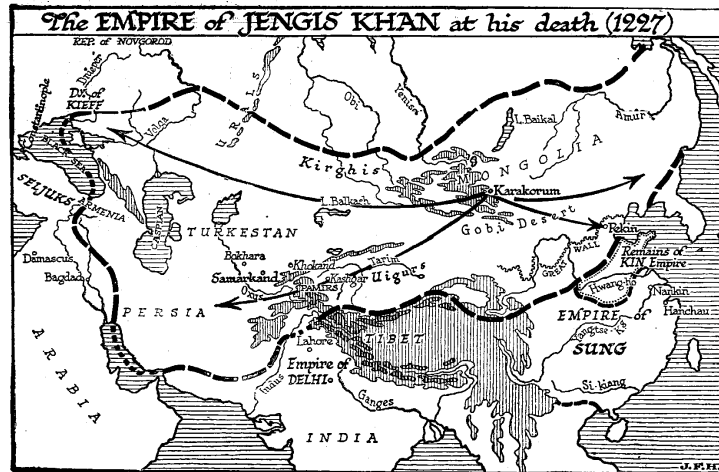 The EMPIRE of JENGIS KHAN at his death (1227)
REP. of NOVGOROD
Dnieper
Constantinople
Dy. of
KIEFF
Volga
URALS
Obi
Yenisei
L. Baikal
Amur
BLACK SEA
Kirghis
MONGOLIA
Karakorum
SELJUKS
ARMENIA
CASPIAN
L. Balkash
Gobi Desert
Pekin
TURKESTAN
GREAT
WALL
Remains of
KIN Empire
Damascus
Bokhara
Khokand
Tarim
Bagdad
Samarkand
Kashgar
Uigurs
Oxus
PAMIRS
Hwang-ho
Nankin
PERSIA
EMPIRE of
Hanchau
Yangtse-Ks
SUNG
Lahore
TIBET
ARABIA
Indus
Empire of
DELHI
Ganges
Si-kiang
INDIA
J.F.H